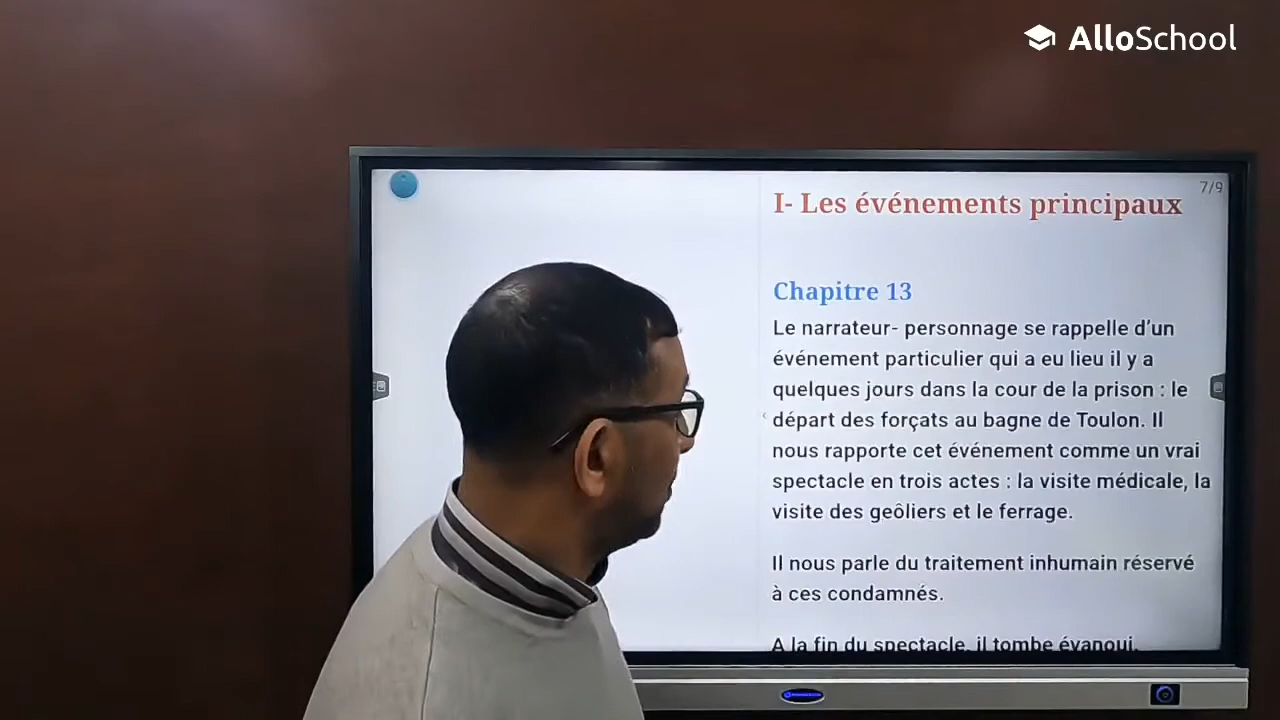 AlloSchool
7/9
I- Les événements principaux
Chapitre 13
Le narrateur- personnage se rappelle d'un
événement particulier qui a eu lieu il y a
quelques jours dans la cour de la prison : le
départ des forçats au bagne de Toulon. Il
nous rapporte cet événement comme un vrai
spectacle en trois actes : la visite médicale, la
visite des geôliers et le ferrage.
Il nous parle du traitement inhumain réservé
à ces condamnés.
A la fin du spectacle, il tombe évanoui.